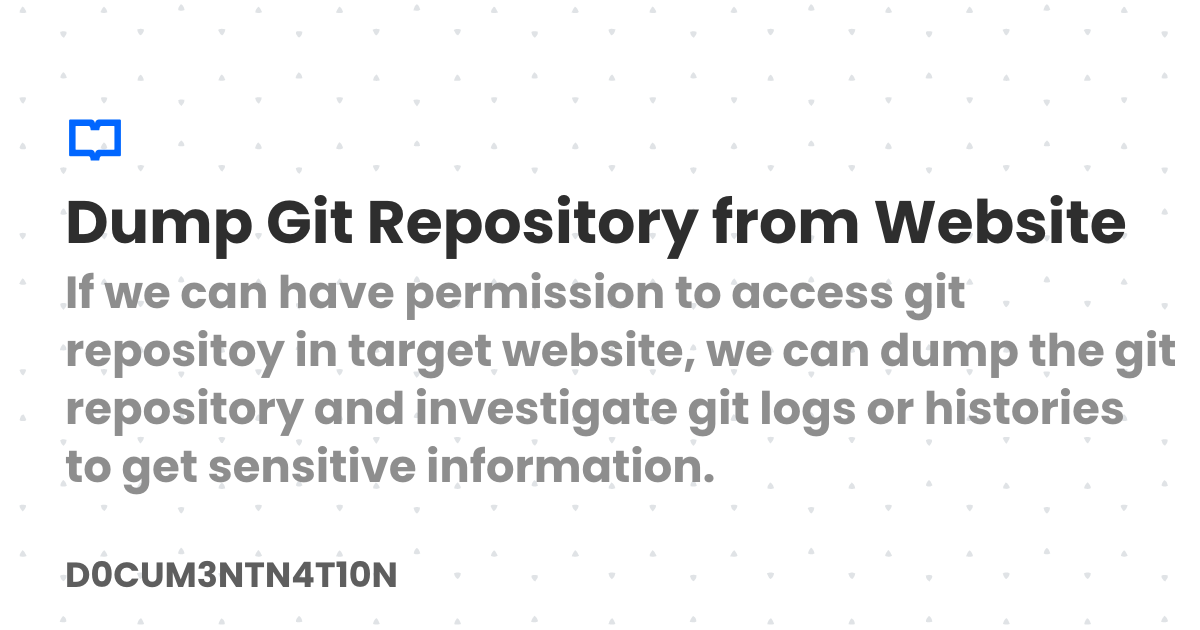 Dump Git Repository from Website
If we can have permission to access git
repositoy in target website, we can dump the git
repository and investigate git logs or histories
to get sensitive information.
D0CUM3NTN4T10N